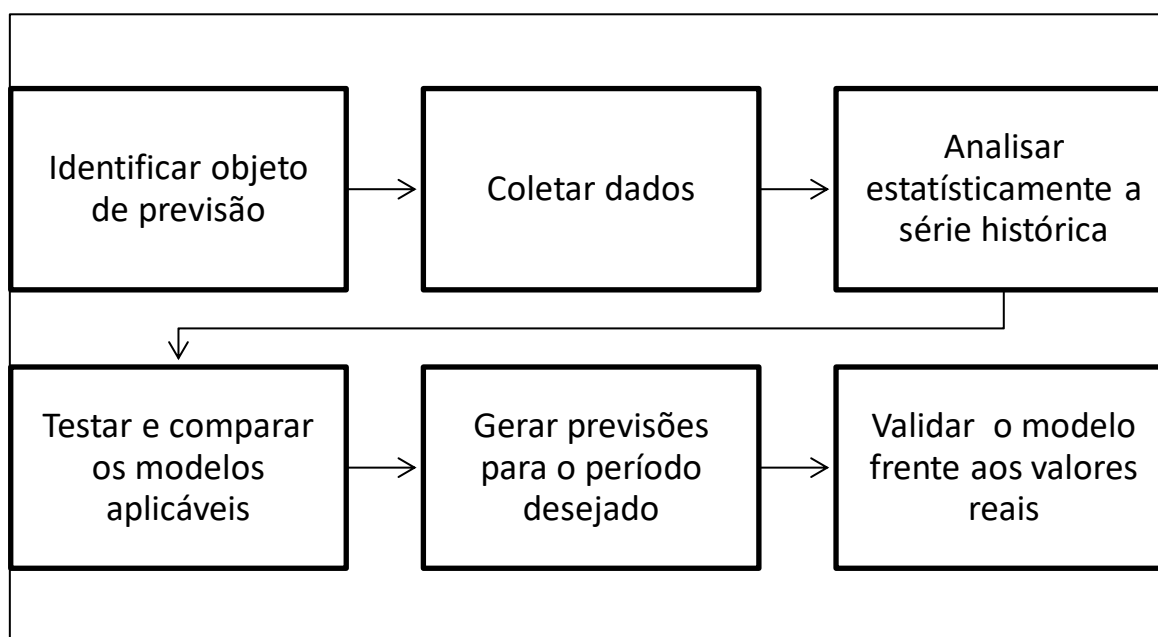 Identificar objeto
de previsão
Coletar dados
Analisar
estatísticamente a
série histórica
Testar e comparar
os modelos
aplicáveis
Gerar previsões
para o período
desejado
Validar  o modelo
frente aos valores
reais